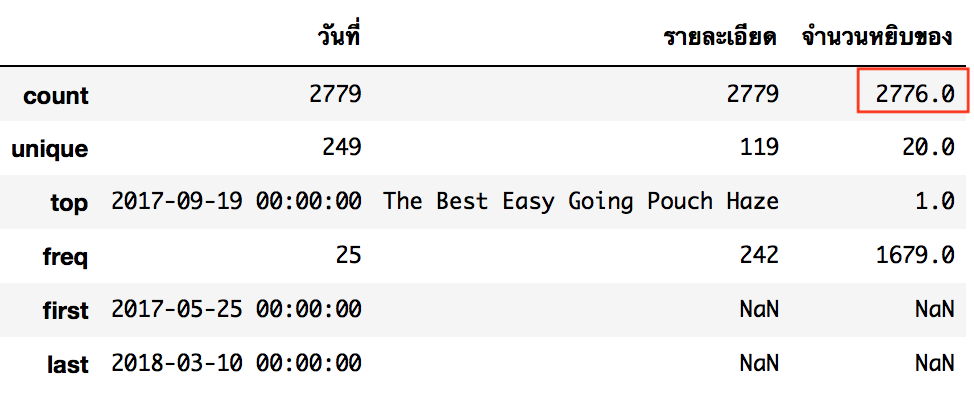 วันที่ รายละเอียด จำนวนหยิบของ
count 2779 2779 2776.0
unique 249 119 20.0
top 2017-09-19 00:00:00 The Best Easy Going Pouch Haze 1.0
freq 25 242 1679.0
first 2017-05-25 00:00:00 NaN NaN
last 2018-03-10 00:00:00 NaN NaN